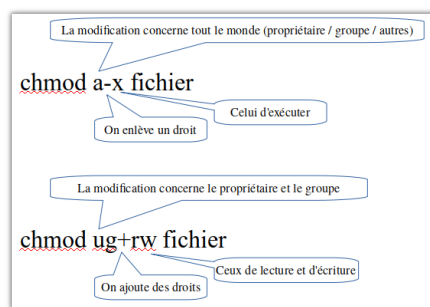 La modification concerne tout le monde (propriétaire / groupe / autres)
chmod a-x fichier
Celui d'exécuter
On enlève un droit
La modification concerne le propriétaire et le groupe
chmod ug+rw fichier
Ceux de lecture et d'écriture
On ajoute des droits